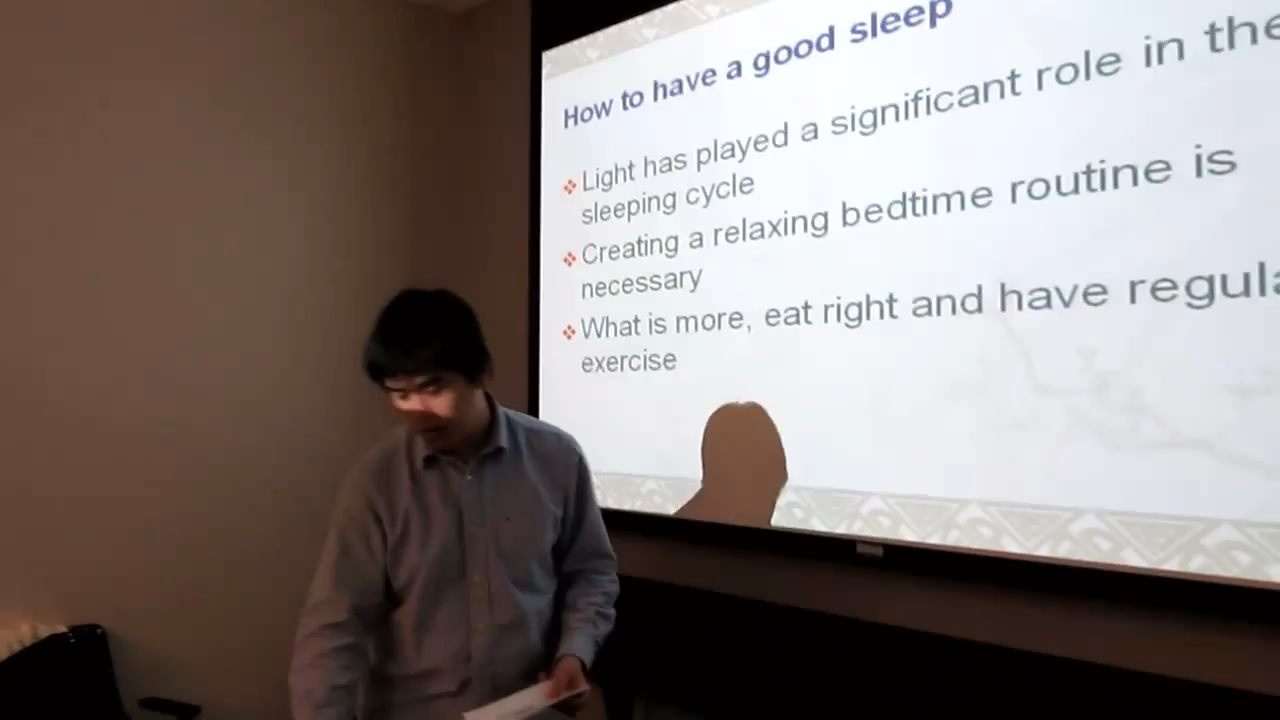 How to have a good sleep
Light has played a significant role in the
sleeping cycle
Creating a relaxing bedtime routine is
necessary
What is more, eat right and have regula
exercise